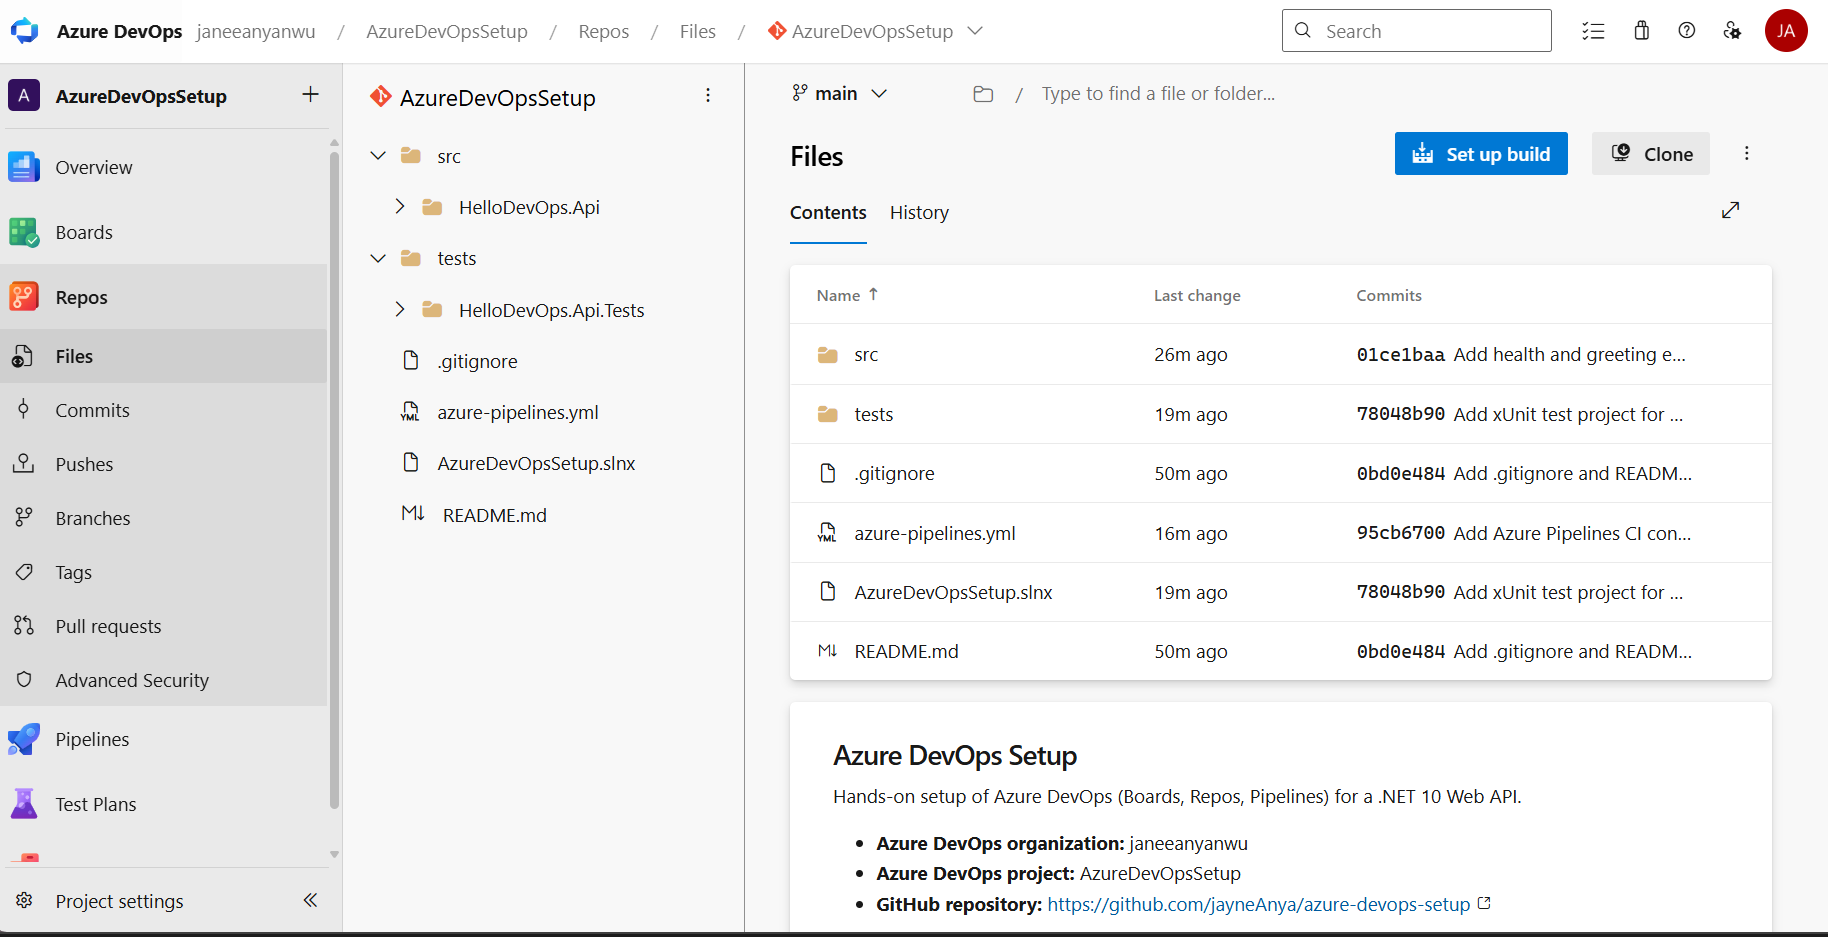 Azure DevOps janeeanyanwu / AzureDevOpsSetup / Repos / Files / AzureDevOpsSetup
Search
JA
A AzureDevOpsSetup
Overview
Boards
Repos
Files
Commits
Pushes
Branches
Tags
Pull requests
Advanced Security
Pipelines
Test Plans
Project settings
AzureDevOpsSetup
src
HelloDevOps.Api
tests
HelloDevOps.Api.Tests
.gitignore
YML azure-pipelines.yml
AzureDevOpsSetup.slnx
M↓ README.md
main / Type to find a file or folder...
Files
Set up build
Clone
Contents History
Name ↑ Last change Commits
src 26m ago 01ce1baa Add health and greeting e...
tests 19m ago 78048b90 Add xUnit test project for ...
.gitignore 50m ago 0bd0e484 Add .gitignore and READM...
YML azure-pipelines.yml 16m ago 95cb6700 Add Azure Pipelines CI con...
AzureDevOpsSetup.slnx 19m ago 78048b90 Add xUnit test project for ...
M↓ README.md 50m ago 0bd0e484 Add .gitignore and READM...
Azure DevOps Setup
Hands-on setup of Azure DevOps (Boards, Repos, Pipelines) for a .NET 10 Web API.
• Azure DevOps organization: janeeanyanwu
• Azure DevOps project: AzureDevOpsSetup
• GitHub repository: https://github.com/jayneAnya/azure-devops-setup